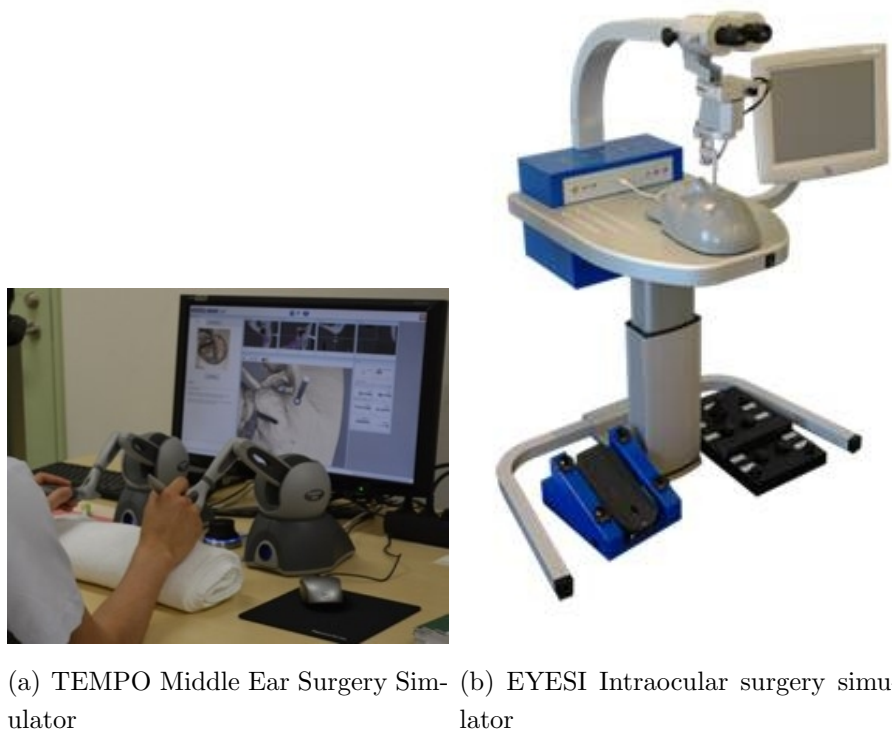 (a) TEMPO Middle Ear Surgery Sim-
ulator
(b) EYESI Intraocular surgery simu
lator